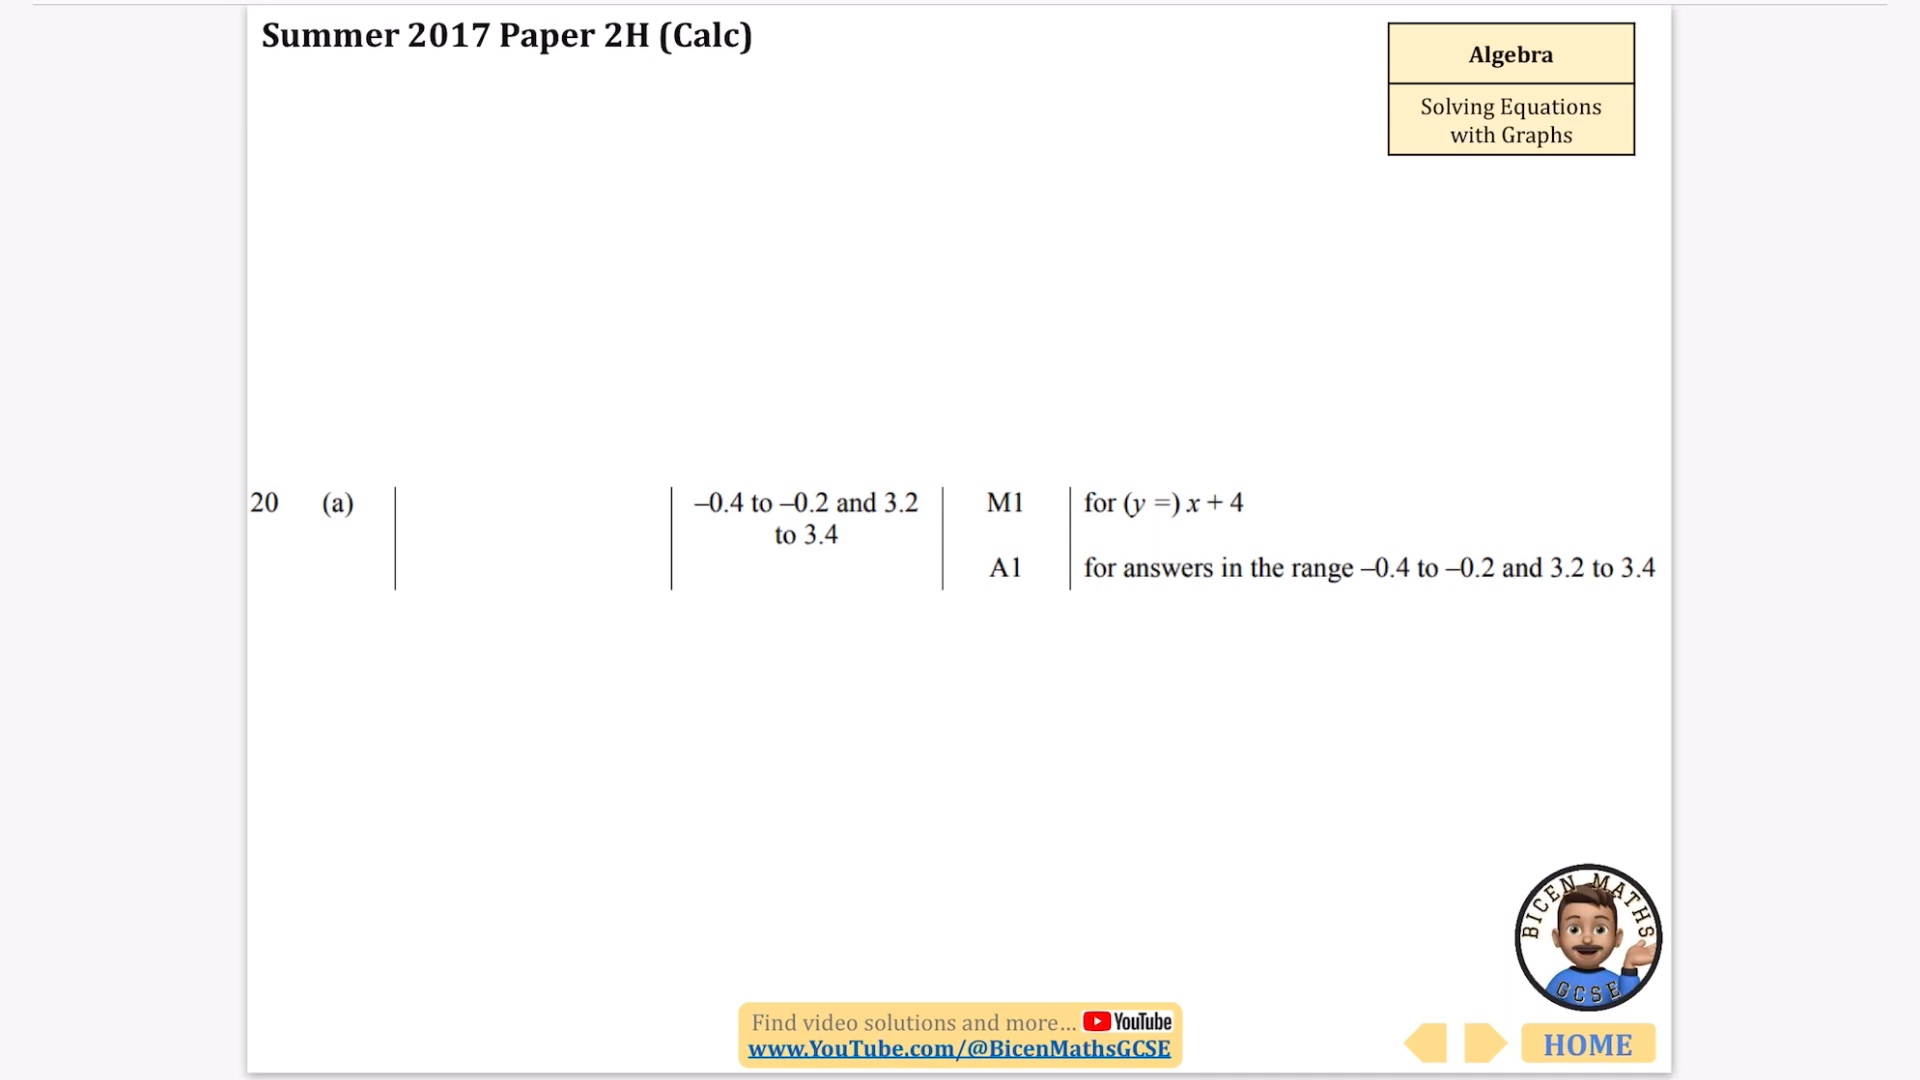 Summer 2017 Paper 2H (Calc)
Algebra
Solving Equations
with Graphs
20 (a) –0.4 to –0.2 and 3.2 M1 for (y =) x + 4
to 3.4
A1 for answers in the range –0.4 to –0.2 and 3.2 to 3.4
BICEN MATHS
GCSE
Find video solutions and more... YouTube
www.YouTube.com/@BicenMathsGCSE
HOME